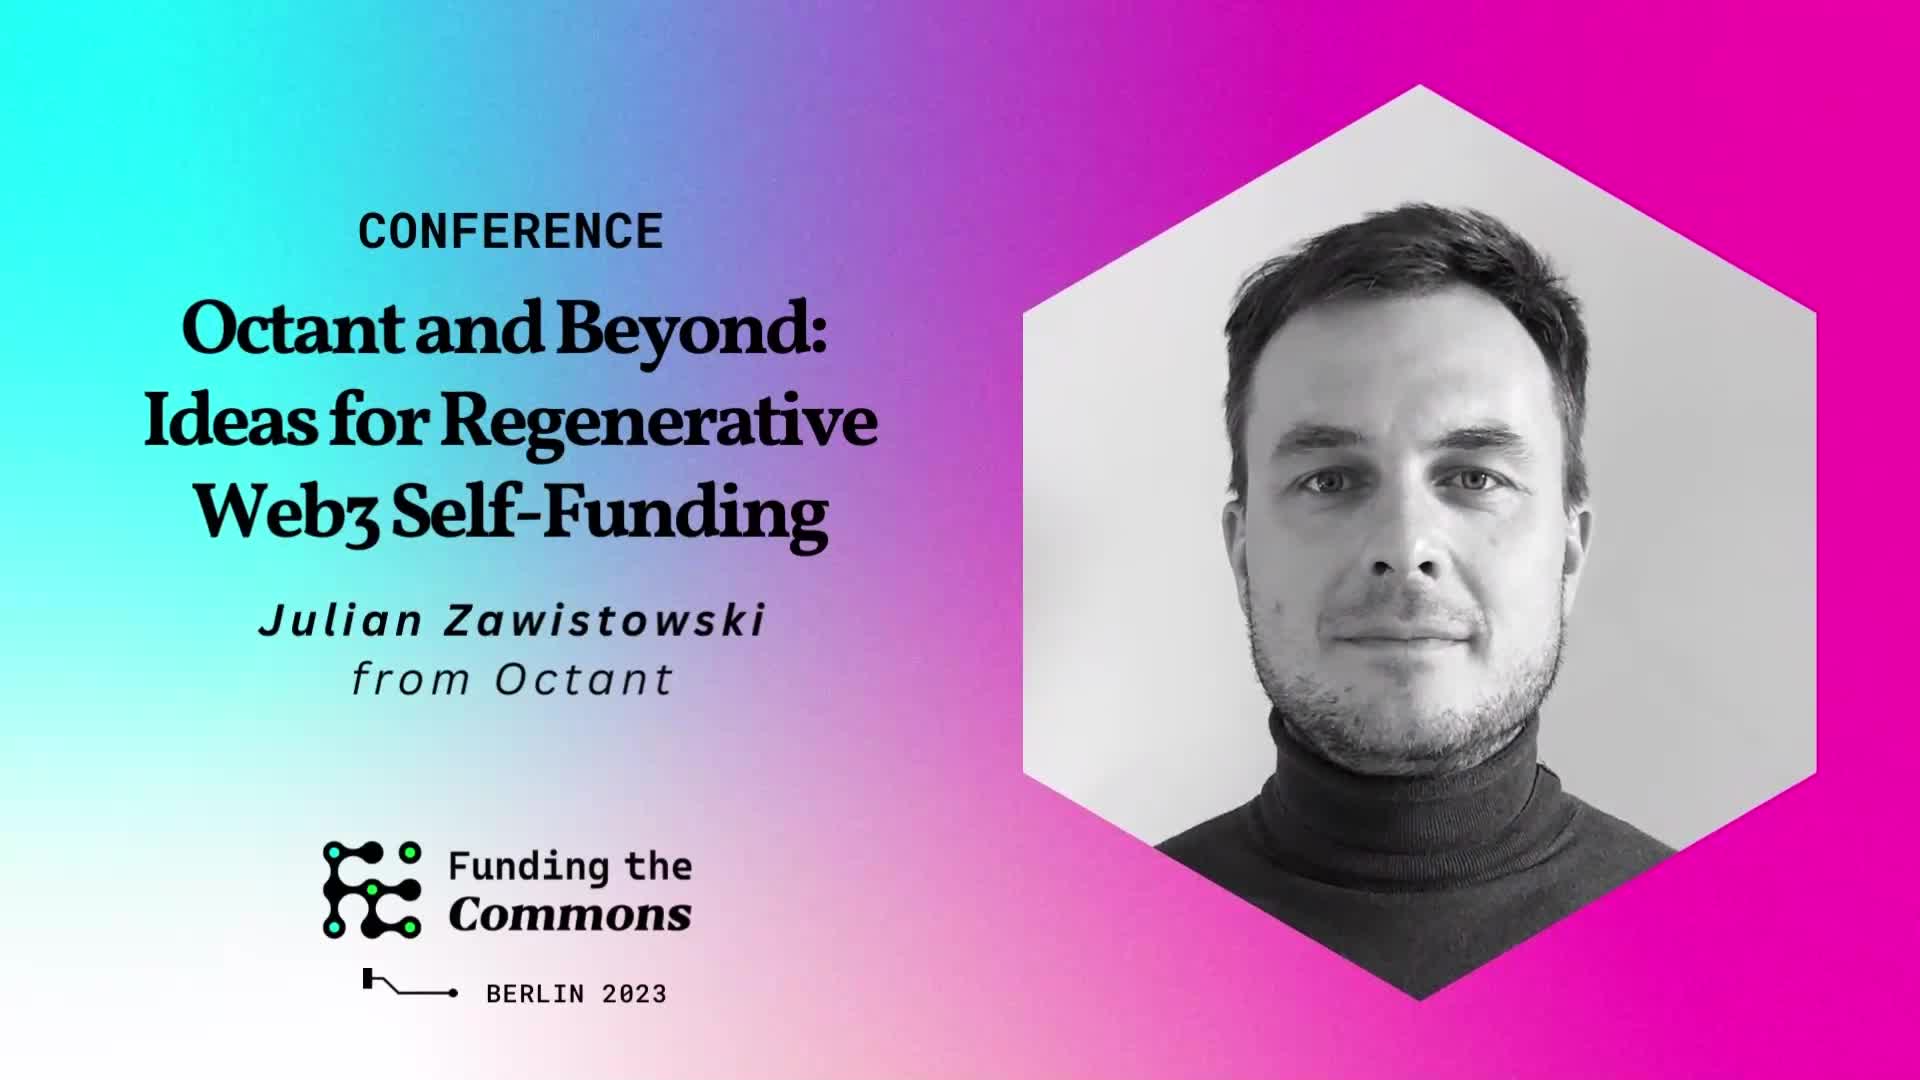 CONFERENCE
Octant and Beyond:
Ideas for Regenerative
Web3 Self-Funding
Julian Zawistowski
from Octant
Funding the
Commons
BERLIN 2023